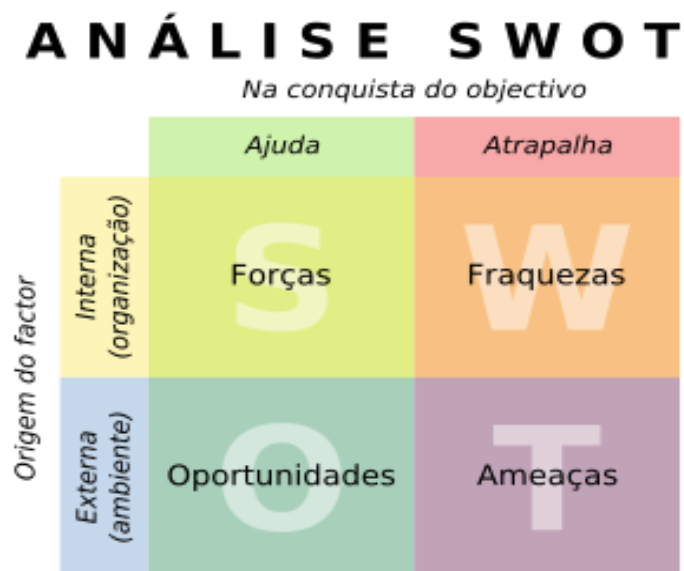 ANÁLISE SWOT
Na conquista do objectivo
Ajuda
Atrapalha
Origem do factor
Interna
(organização)
S
Forças
W
Fraquezas
Externa
(ambiente)
O
Oportunidades
T
Ameaças